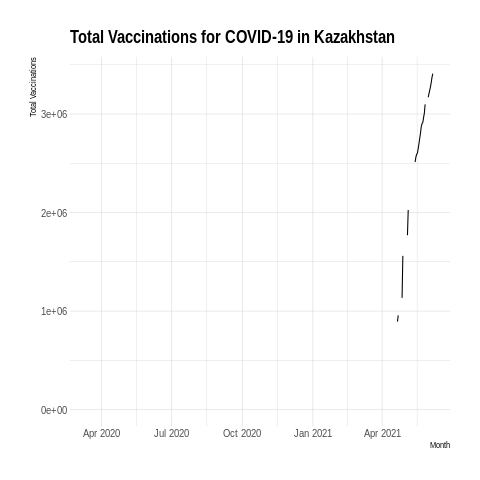 Total Vaccinations for COVID-19 in Kazakhstan
Total Vaccinations
3e+06
2e+06
1e+06
0e+00
Apr 2020 Jul 2020 Oct 2020 Jan 2021 Apr 2021
Month